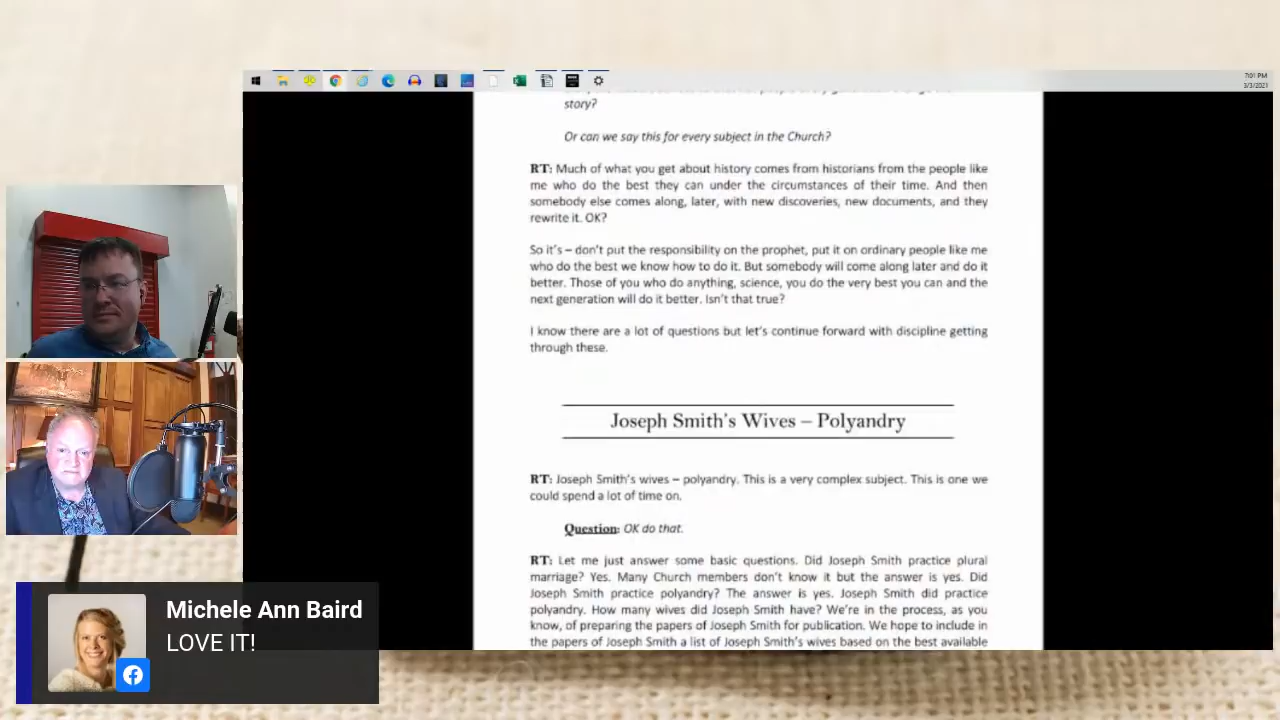 7:01 PM
3/3/2021
story?
Or can we say this for every subject in the Church?
RT: Much of what you get about history comes from historians from the people like
me who do the best they can under the circumstances of their time. And then
somebody else comes along, later, with new discoveries, new documents, and they
rewrite it. OK?
So it's – don't put the responsibility on the prophet, put it on ordinary people like me
who do the best we know how to do it. But somebody will come along later and do it
better. Those of you who do anything, science, you do the very best you can and the
next generation will do it better. Isn't that true?
I know there are a lot of questions but let's continue forward with discipline getting
through these.
Joseph Smith's Wives – Polyandry
RT: Joseph Smith's wives – polyandry. This is a very complex subject. This is one we
could spend a lot of time on.
Question: OK do that.
RT: Let me just answer some basic questions. Did Joseph Smith practice plural
marriage? Yes. Many Church members don't know it but the answer is yes. Did
Joseph Smith practice polyandry? The answer is yes. Joseph Smith did practice
polyandry. How many wives did Joseph Smith have? We're in the process, as you
know, of preparing the papers of Joseph Smith for publication. We hope to include in
the papers of Joseph Smith a list of Joseph Smith's wives based on the best available
Michele Ann Baird
LOVE IT!